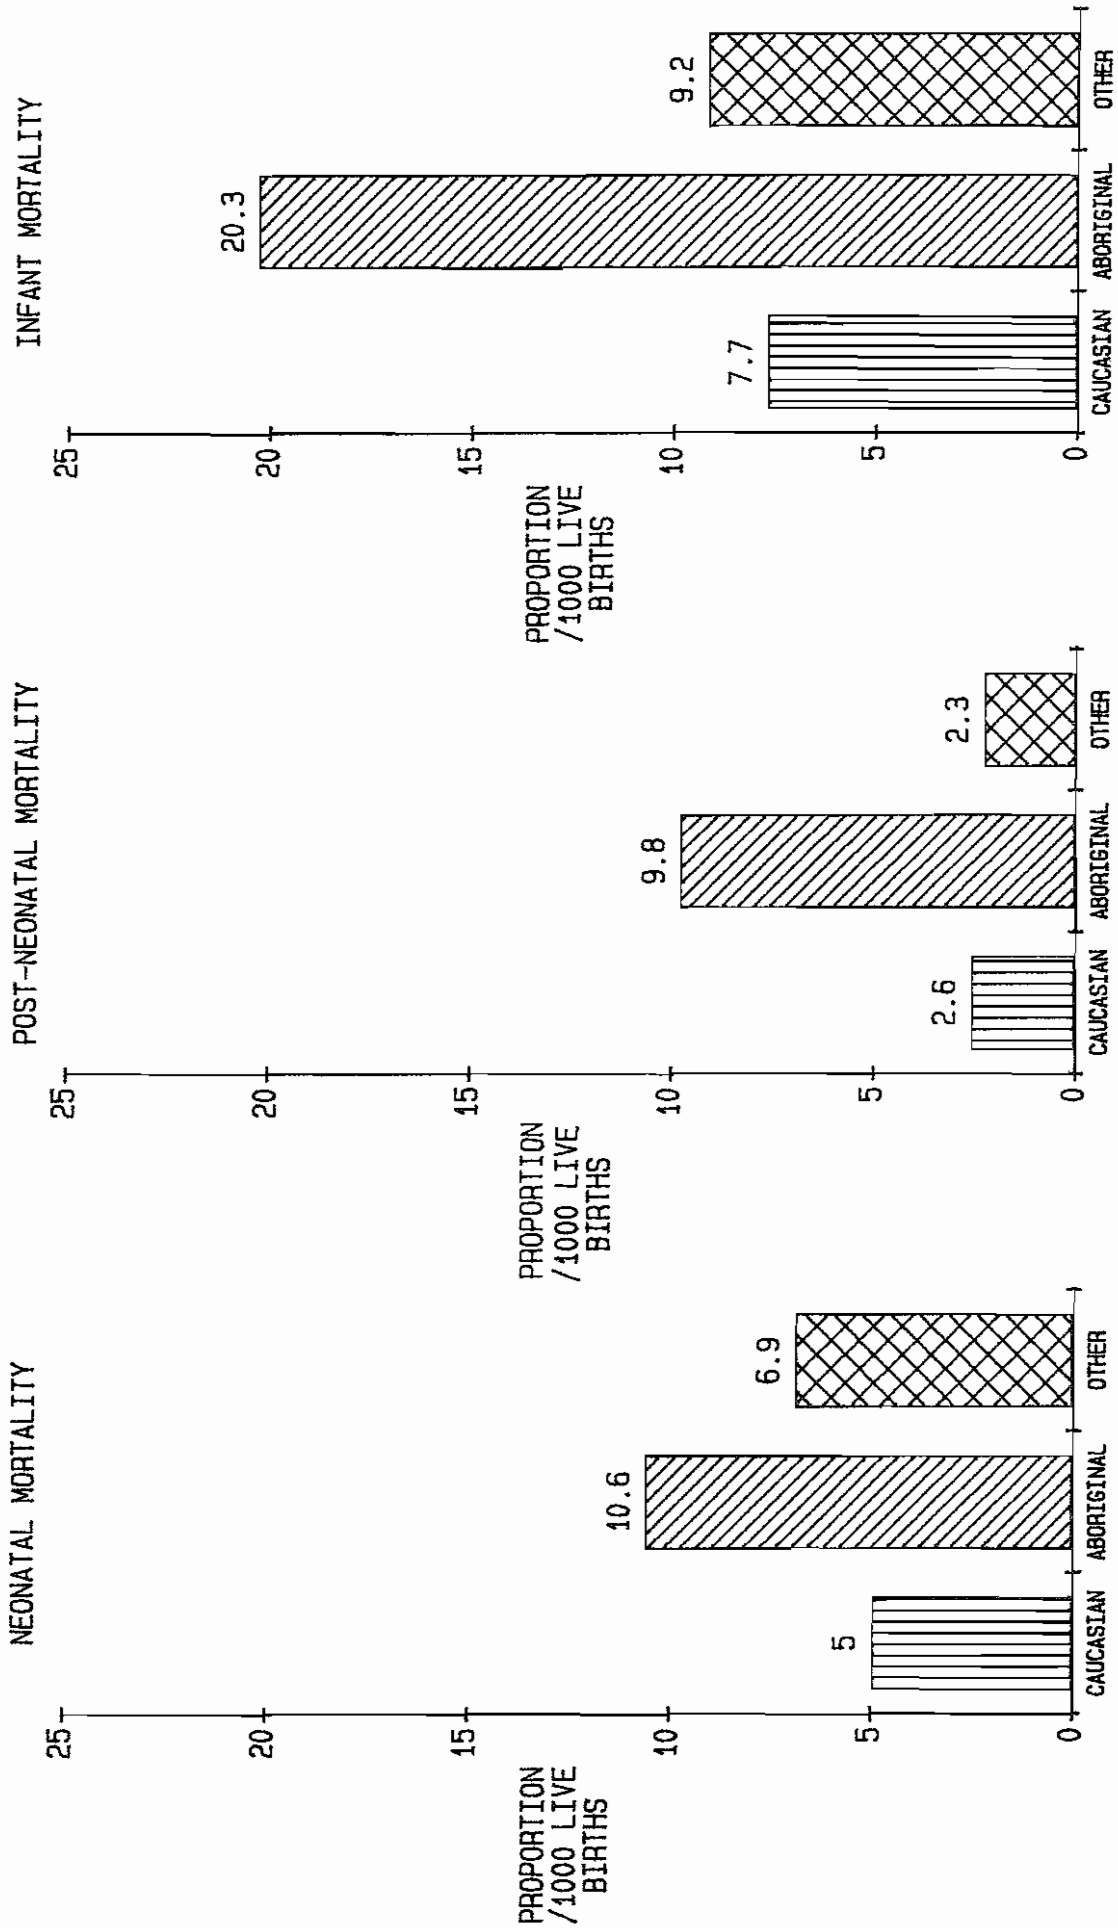 NEONATAL MORTALITY
25
20
15
10
5
0
PROPORTION
/1000 LIVE
BIRTHS
5
10.6
6.9
CAUCASIAN ABORIGINAL OTHER
POST-NEONATAL MORTALITY
25
20
15
10
5
0
PROPORTION
/1000 LIVE
BIRTHS
2.6
9.8
2.3
CAUCASIAN ABORIGINAL OTHER
INFANT MORTALITY
25
20
15
10
5
0
PROPORTION
/1000 LIVE
BIRTHS
7.7
20.3
9.2
CAUCASIAN ABORIGINAL OTHER